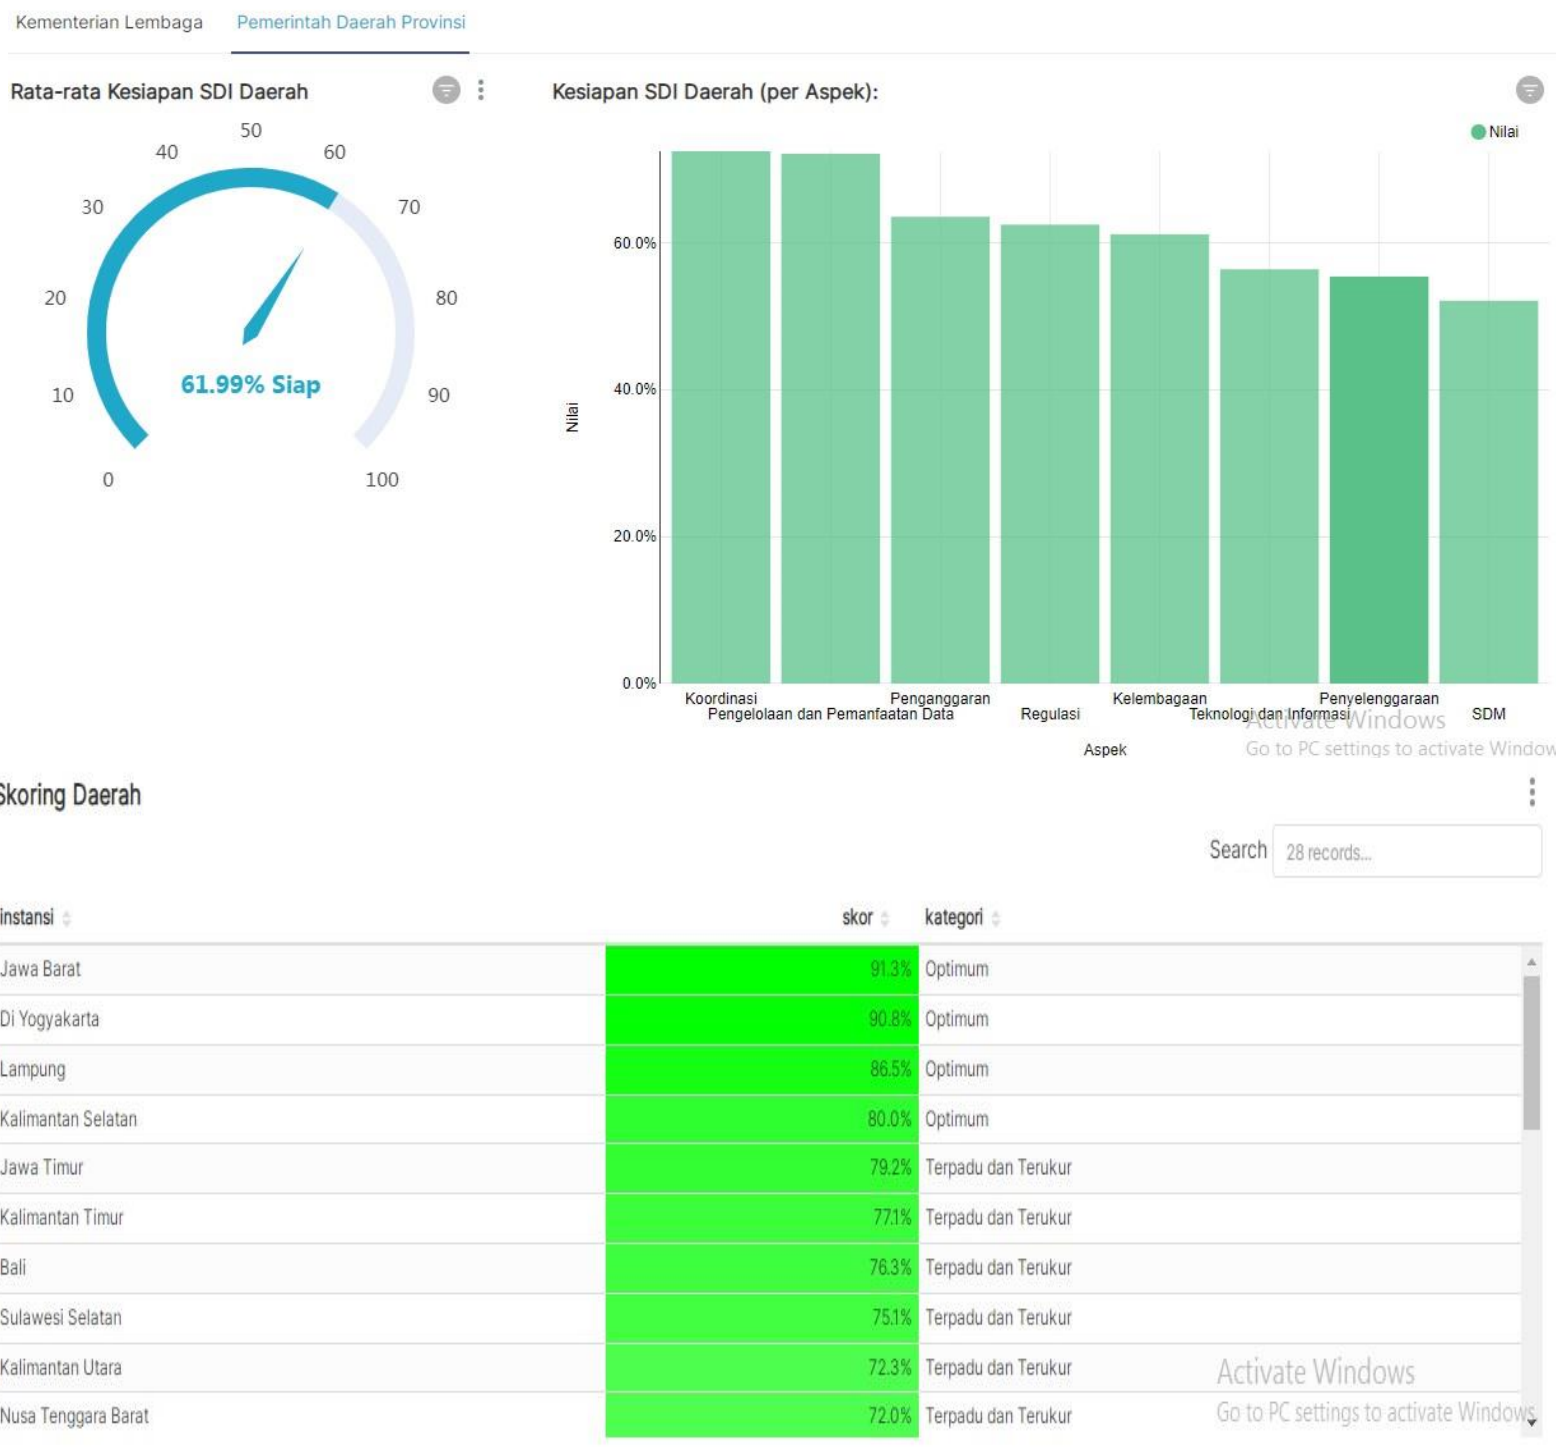 Kementerian Lembaga Pemerintah Daerah Provinsi
Rata-rata Kesiapan SDI Daerah
50
40 60
30 70
20 80
10 90
61.99% Siap
0 100
Kesiapan SDI Daerah (per Aspek):
Nilai
60.0%
40.0%
20.0%
0.0%
Nilai
Koordinasi
Pengelolaan dan Pemanfaatan Data
Penganggaran
Regulasi
Kelembagaan
Teknologi dan Informasi
Penyelenggaraan
SDM
Aspek
Activate Windows
Go to PC settings to activate Window
Skoring Daerah
Search 28 records...
instansi skor kategori
Jawa Barat 91.3% Optimum
Di Yogyakarta 90.8% Optimum
Lampung 86.5% Optimum
Kalimantan Selatan 80.0% Optimum
Jawa Timur 79.2% Terpadu dan Terukur
Kalimantan Timur 77.1% Terpadu dan Terukur
Bali 76.3% Terpadu dan Terukur
Sulawesi Selatan 75.1% Terpadu dan Terukur
Kalimantan Utara 72.3% Terpadu dan Terukur
Nusa Tenggara Barat 72.0% Terpadu dan Terukur
Activate Windows
Go to PC settings to activate Windows